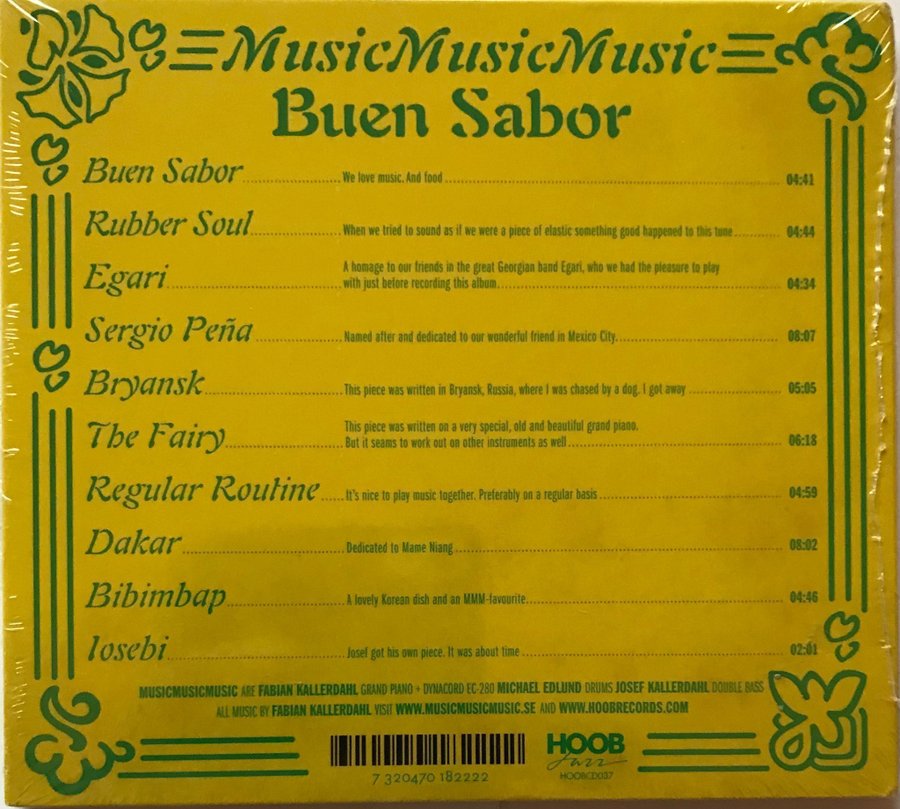 MusicMusicMusic
Buen Sabor
Buen Sabor We love music. And food 04:41
Rubber Soul When we tried to sound as if we were a piece of elastic something good happened to this tune 04:44
Egari A homage to our friends in the great Georgian band Egari, who we had the pleasure to play
with just before recording this album. 04:34
Sergio Peña Named after and dedicated to our wonderful friend in Mexico City. 08:07
Bryansk This piece was written in Bryansk, Russia, where I was chased by a dog. I got away 05:05
The Fairy This piece was written on a very special, old and beautiful grand piano.
But it seams to work out on other instruments as well 06:18
Regular Routine It's nice to play music together. Preferably on a regular basis 04:59
Dakar Dedicated to Mame Niang 08:02
Bibimbap A lovely Korean dish and an MMM-favourite. 04:46
Iosebi Josef got his own piece. It was about time 02:01
MUSICMUSICMUSIC ARE FABIAN KALLERDAHL GRAND PIANO + DYNACORD EC-280 MICHAEL EDLUND DRUMS JOSEF KALLERDAHL DOUBLE BASS
ALL MUSIC BY FABIAN KALLERDAHL VISIT WWW.MUSICMUSICMUSIC.SE AND WWW.HOOBRECORDS.COM
7 320470 182222
HOOB
Jazz
HOOBCD037